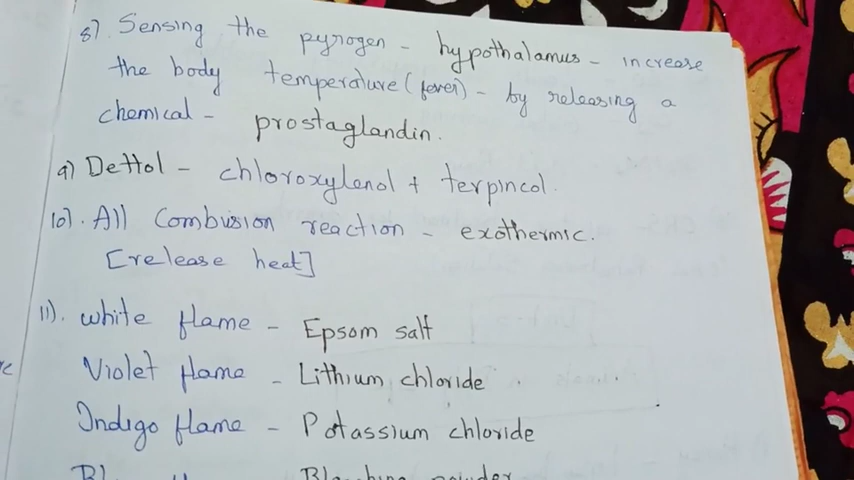 8). Sensing the pyrogen - hypothalamus - increase
the body temperature (fever) - by releasing a
chemical - prostaglandin.
9) Dettol - chloroxylenol + terpincol.
10). All Combusion reaction - exothermic.
[release heat]
11). white flame - Epsom salt
Violet flame - Lithium chloride
Indigo flame - Potassium chloride